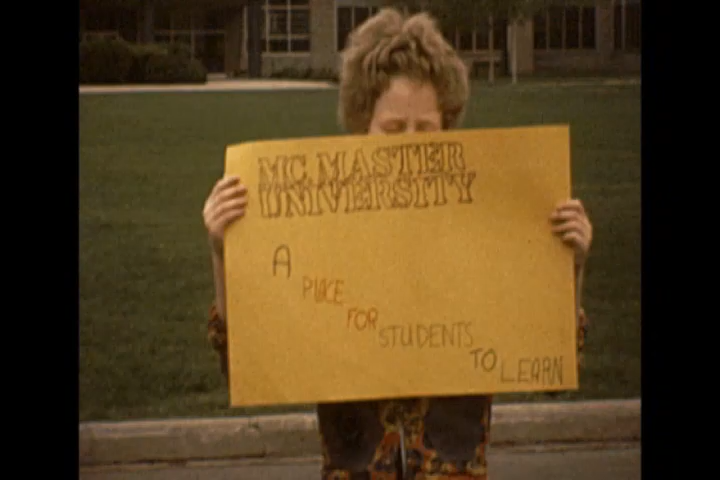 MC MASTER
UNIVERSITY
A
PLACE
FOR
STUDENTS
TO
LEARN